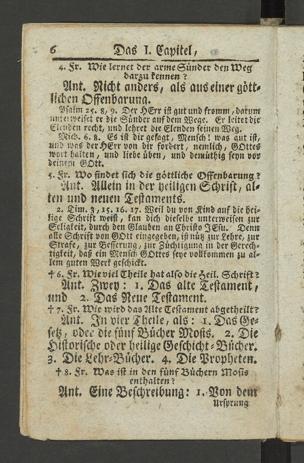 6 Das I. Capitel,
4. Fr. Wie lernet der arme Sünder den Weg
darzu kennen?
Ant. Nicht anders, als aus einer gött-
lichen Offenbarung.
Psalm 25. 8, 9. Der HErr ist gut und fromm, darum
unterweiset er die Sünder auf dem Wege. Er leitet die
Elenden recht, und lehret die Elenden seinen Weg.
Mich. 6. 8. Es ist dir gesagt, Mensch! was gut ist,
und was der HErr von dir fordert, nemlich, GOttes
wort halten, und liebe üben, und demüthig seyn vor
deinen GOtt.
5. Fr. Wo findet sich die göttliche Offenbarung?
Ant. Allein in der heiligen Schrift, al-
ten und neuen Testaments.
2. Tim. 3, 15. 16. 17. Weil du von Kind auf die hei-
lige Schrift weist, kan dich dieselbe unterweisen zur
Seligkeit, durch den Glauben an Christo JEsu. Denn
alle Schrift von GOtt eingegeben, ist nütz zur Lehre, zur
Strafe, zur Besserung, zur Züchtigung in der Gerech-
tigkeit, daß ein Mensch GOttes seye vollkommen zu al-
lem guten Werk geschickt.
† 6. Fr. Wie viel Theile hat also die Heil. Schrift?
Ant. Zwey: 1. Das alte Testament,
und 2. Das Neue Testament.
† 7. Fr. Wie wird das Alte Testament abgetheilt?
Ant. In vier Theile, als: 1. Das Ge-
setz, oder die fünf Bücher Mosis. 2. Die
Historische oder heilige Geschicht-Bücher.
3. Die Lehr-Bücher. 4. Die Propheten.
† 8. Fr. Was ist in den fünf Büchern Mosis
enthalten?
Ant. Eine Beschreibung: 1. Von dem
Ursprung